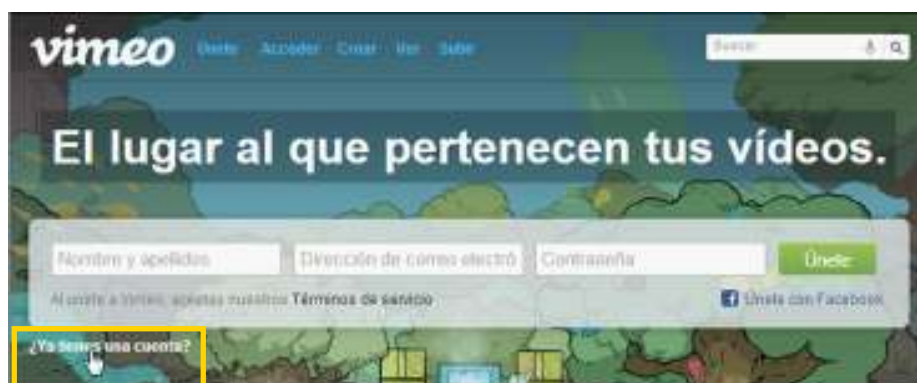 vimeo Únete Acceder Crear Ver Subir
Buscar
El lugar al que pertenecen tus vídeos.
Nombre y apellidos Dirección de correo electró Contraseña Únete
Al unirte a Vimeo, aceptas nuestros Términos de servicio Únete con Facebook
¿Ya tienes una cuenta?